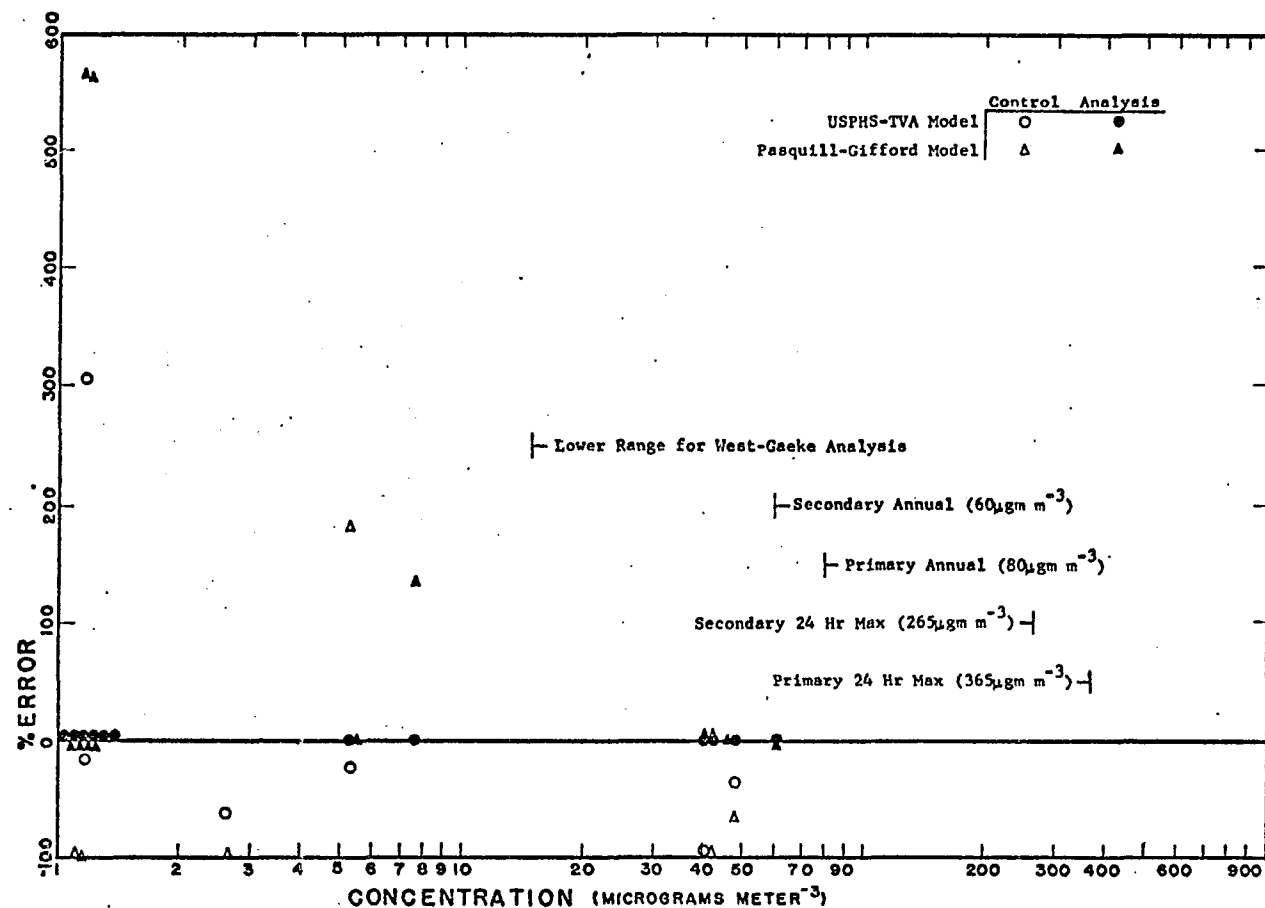 600
500
400
300
200
100
0
-100
% ERROR
Control Analysis
USPHS-TVA Model
Pasquill-Gifford Model
Lower Range for West-Gaeke Analysis
Secondary Annual (60µgm m⁻³)
Primary Annual (80µgm m⁻³)
Secondary 24 Hr Max (265µgm m⁻³)
Primary 24 Hr Max (365µgm m⁻³)
1 2 3 4 5 6 7 8 9 10 20 30 40 50 60 70 90 200 300 400 600 900
CONCENTRATION (MICROGRAMS METER⁻³)